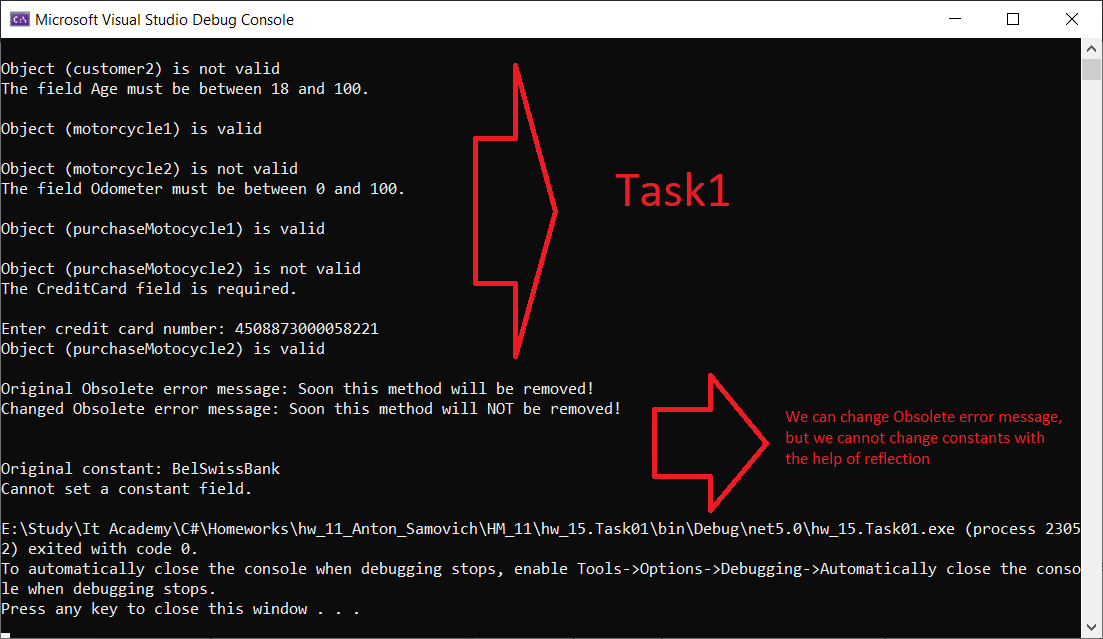 Microsoft Visual Studio Debug Console
Object (customer2) is not valid
The field Age must be between 18 and 100.
Object (motorcycle1) is valid
Object (motorcycle2) is not valid
The field Odometer must be between 0 and 100.
Task1
Object (purchaseMotocycle1) is valid
Object (purchaseMotocycle2) is not valid
The CreditCard field is required.
Enter credit card number: 4508873000058221
Object (purchaseMotocycle2) is valid
Original Obsolete error message: Soon this method will be removed!
Changed Obsolete error message: Soon this method will NOT be removed!
We can change Obsolete error message,
but we cannot change constants with
the help of reflection
Original constant: BelSwissBank
Cannot set a constant field.
E:\Study\It Academy\C#\Homeworks\hw_11_Anton_Samovich\HM_11\hw_15.Task01\bin\Debug\net5.0\hw_15.Task01.exe (process 2305
2) exited with code 0.
To automatically close the console when debugging stops, enable Tools->Options->Debugging->Automatically close the conso
le when debugging stops.
Press any key to close this window . . .